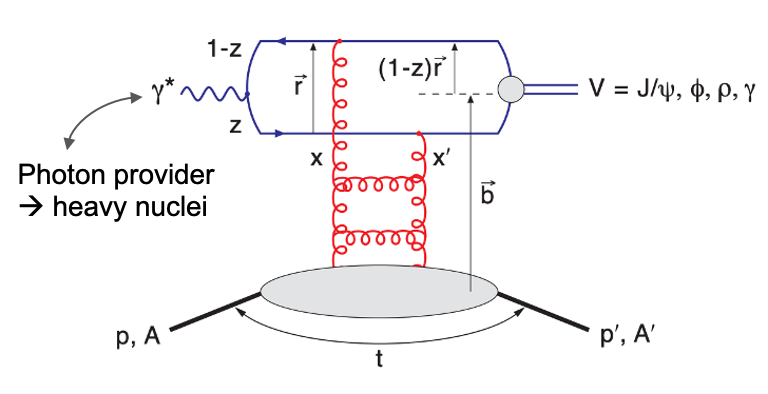 1-z
r⃗
(1-z)r⃗
γ*
V = J/ψ, ϕ, ρ, γ
z
x
x′
Photon provider
→ heavy nuclei
b⃗
p, A
p′, A′
t